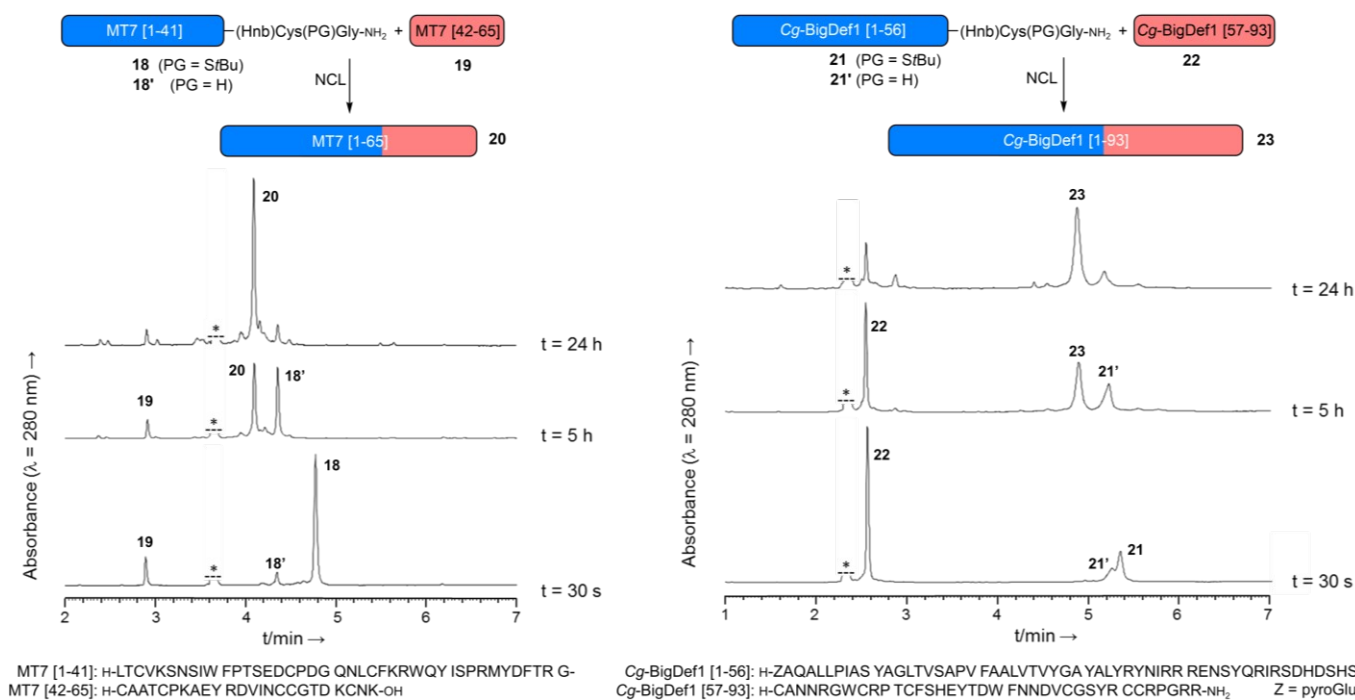 MT7 [1-41] –(Hnb)Cys(PG)Gly-NH₂ + MT7 [42-65]
18 (PG = StBu) 19
18' (PG = H)
NCL
MT7 [1-65] 20
20
*
t = 24 h
20 18'
19
*
t = 5 h
18
19
18'
*
t = 30 s
Absorbance (λ = 280 nm) →
2 3 4 5 6 7
t/min →
MT7 [1-41]: H-LTCVKSNSIW FPTSEDCPDG QNLCFKRWQY ISPRMYDFTR G-
MT7 [42-65]: H-CAATCPKAEY RDVINCCGTD KCNK-OH
Cg-BigDef1 [1-56] –(Hnb)Cys(PG)Gly-NH₂ + Cg-BigDef1 [57-93]
21 (PG = StBu) 22
21' (PG = H)
NCL
Cg-BigDef1 [1-93] 23
23
*
t = 24 h
22
23
21'
*
t = 5 h
22
21' 21
*
t = 30 s
Absorbance (λ = 280 nm) →
1 2 3 4 5 6 7
t/min →
Cg-BigDef1 [1-56]: H-ZAQALLPIAS YAGLTVSAPV FAALVTVYGA YALYRYNIRR RENSYQRIRSDHDSHS
Cg-BigDef1 [57-93]: H-CANNRGWCRP TCFSHEYTDW FNNDVCGSYR CCRPGRR-NH₂ Z = pyroGlu